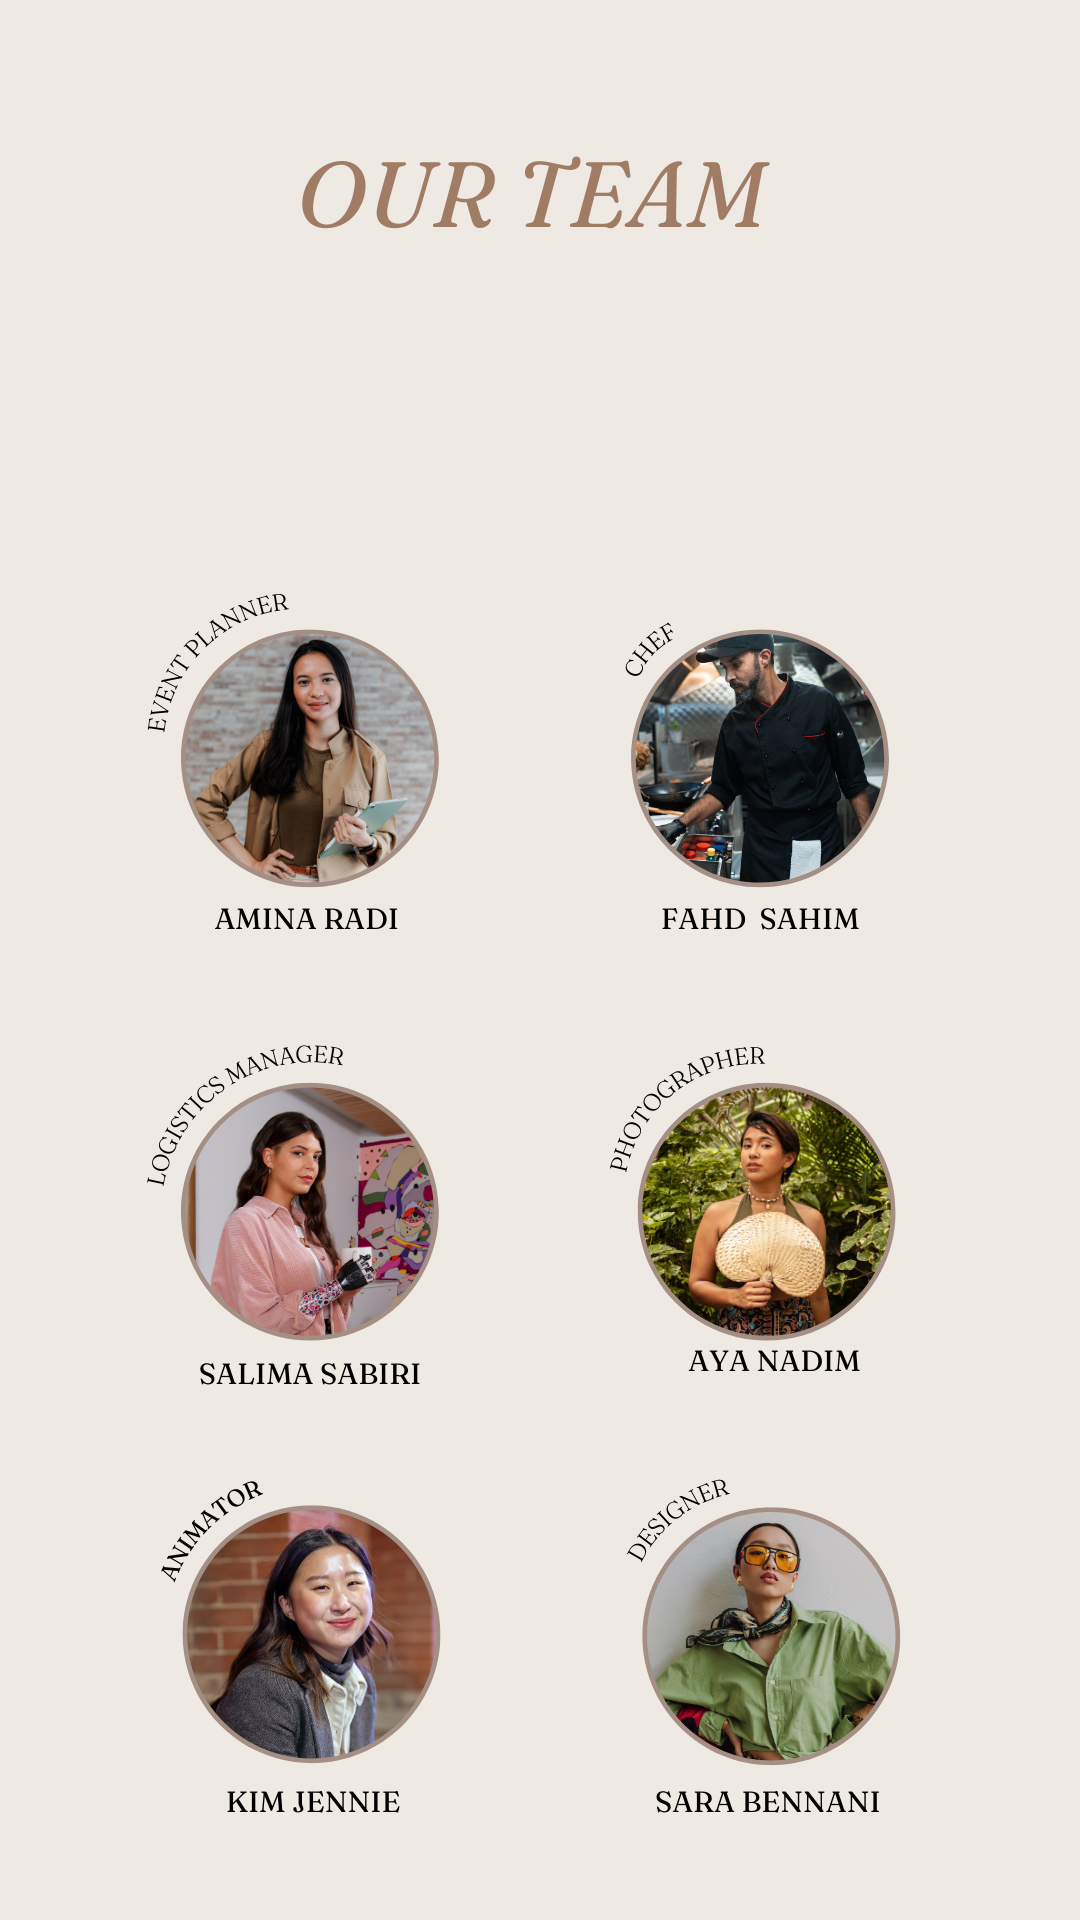 OUR TEAM
EVENT PLANNER
AMINA RADI
CHEF
FAHD SAHIM
LOGISTICS MANAGER
SALIMA SABIRI
PHOTOGRAPHER
AYA NADIM
ANIMATOR
KIM JENNIE
DESIGNER
SARA BENNANI